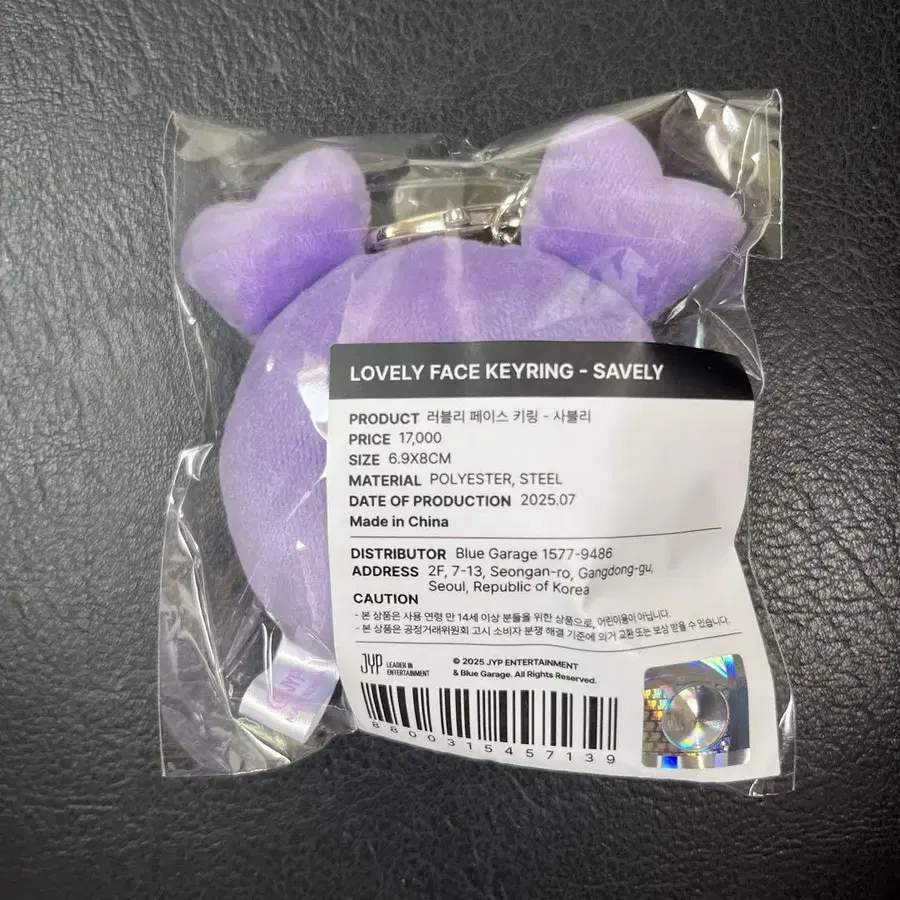 LOVELY FACE KEYRING - SAVELY
PRODUCT 러블리 페이스 키링 - 사블리
PRICE 17,000
SIZE 6.9X8CM
MATERIAL POLYESTER, STEEL
DATE OF PRODUCTION 2025.07
Made in China
DISTRIBUTOR Blue Garage 1577-9486
ADDRESS 2F, 7-13, Seongan-ro, Gangdong-gu,
Seoul, Republic of Korea
CAUTION
- 본 상품은 사용 연령 만 14세 이상 분들을 위한 상품으로, 어린이용이 아닙니다.
- 본 상품은 공정거래위원회 고시 소비자 분쟁 해결 기준에 의거 교환 또는 보상 받을 수 있습니다.
JYP LEADER IN
ENTERTAINMENT
© 2025 JYP ENTERTAINMENT
& Blue Garage. All Rights Reserved.
8800315457139
JYP